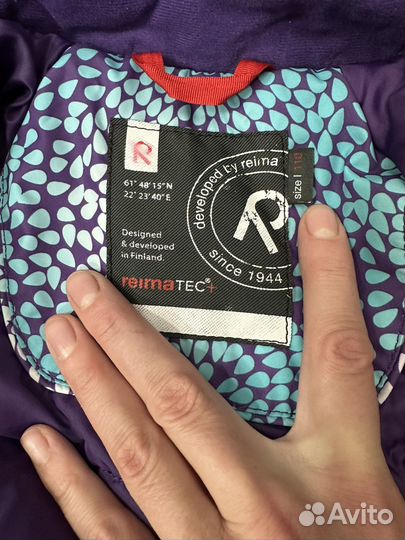 R
61° 48' 15"N
22° 23' 40"E
Designed
& developed
in Finland.
reimaTEC®+
developed by reima
R
since 1944
size | 110
Avito